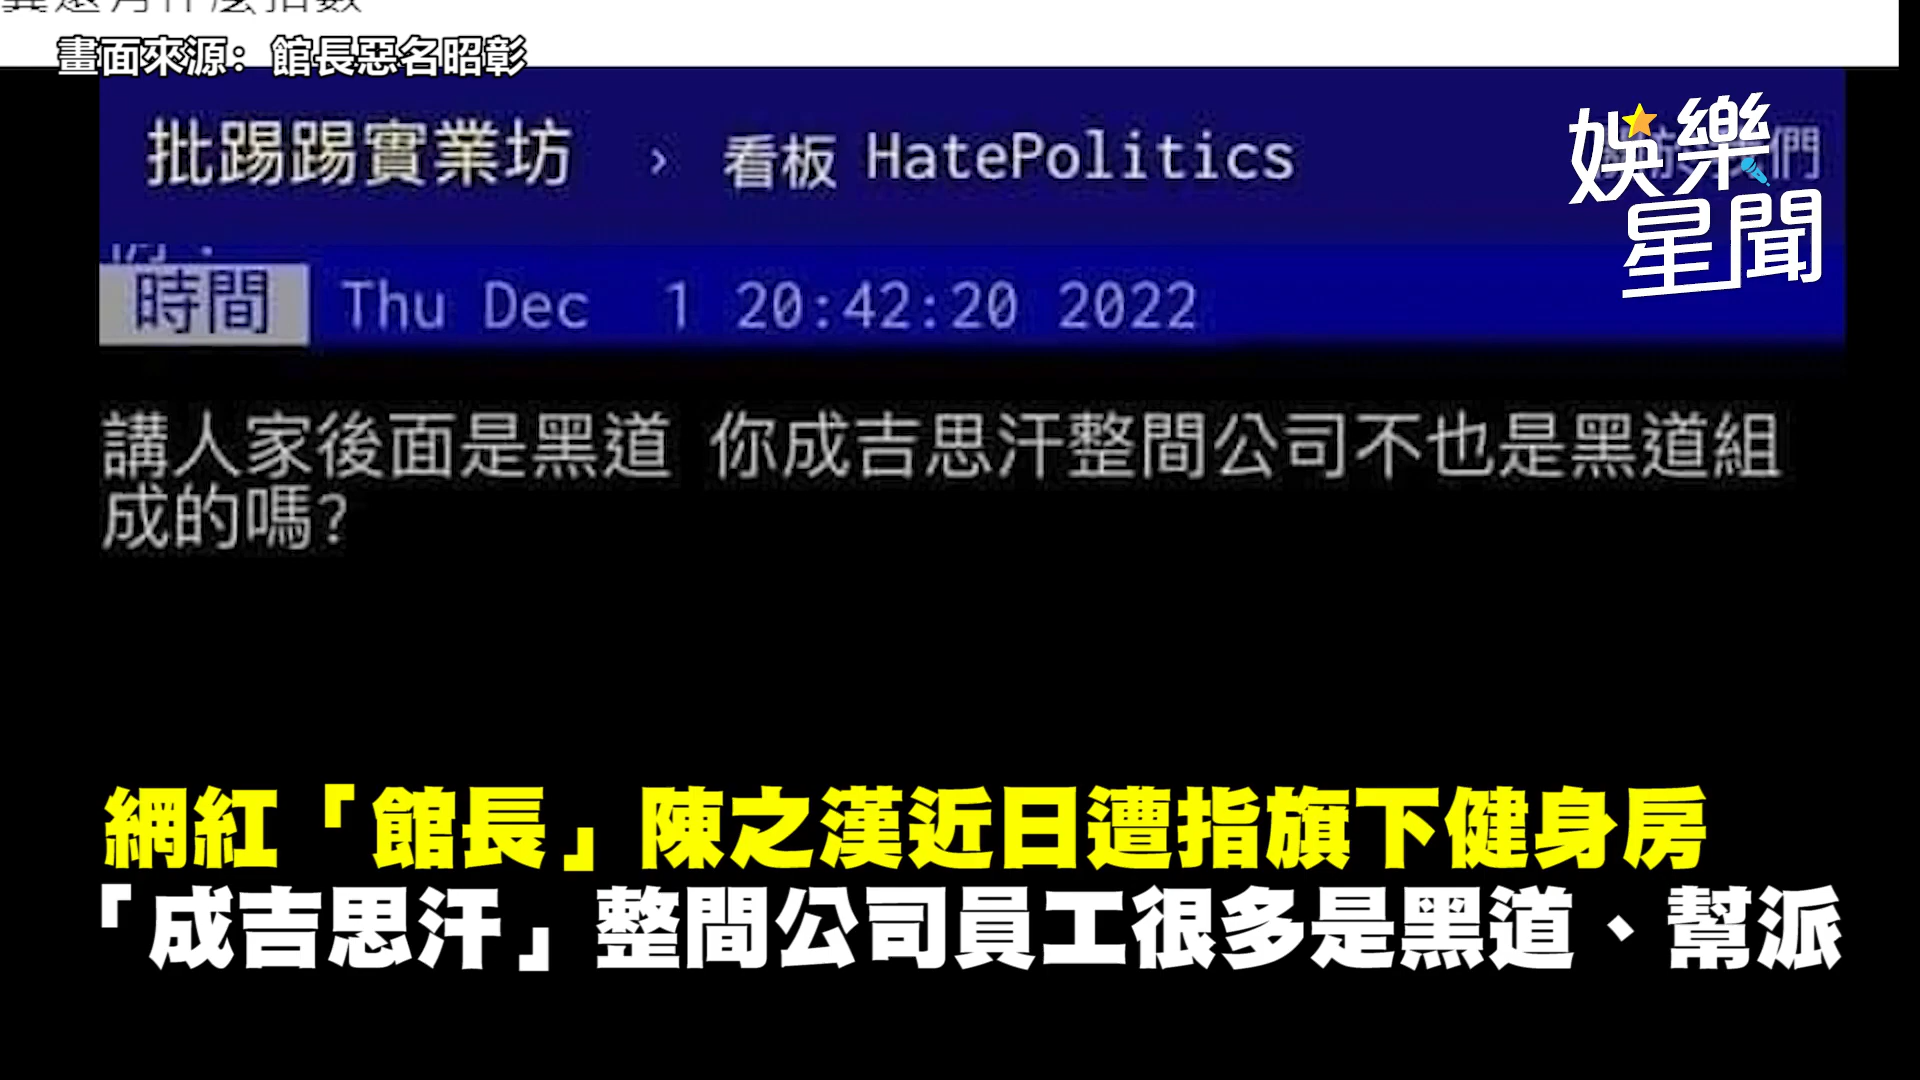 畫面來源：館長惡名昭彰
批踢踢實業坊 › 看板 HatePolitics
娛樂星聞
時間 Thu Dec 1 20:42:20 2022
講人家後面是黑道 你成吉思汗整間公司不也是黑道組
成的嗎?
網紅「館長」陳之漢近日遭指旗下健身房
「成吉思汗」整間公司員工很多是黑道、幫派